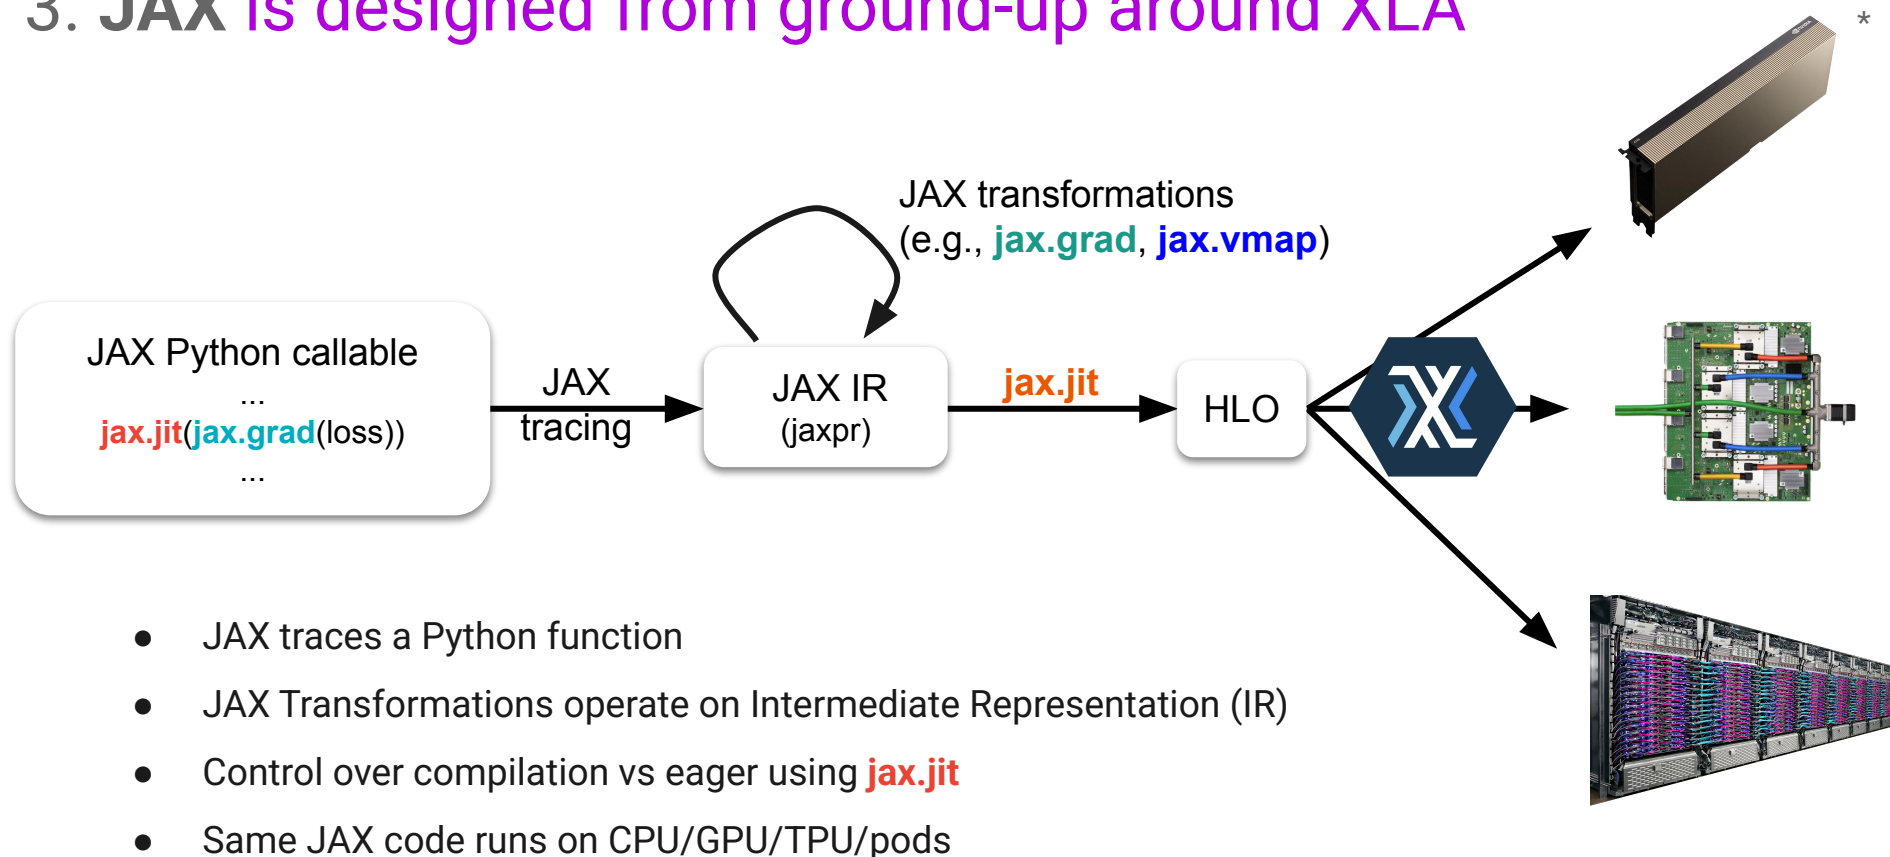 3. JAX is designed from ground-up around XLA
*
JAX transformations
(e.g., jax.grad, jax.vmap)
JAX Python callable
...
jax.jit(jax.grad(loss))
...
JAX
tracing
JAX IR
(jaxpr)
jax.jit
HLO
● JAX traces a Python function
● JAX Transformations operate on Intermediate Representation (IR)
● Control over compilation vs eager using jax.jit
● Same JAX code runs on CPU/GPU/TPU/pods